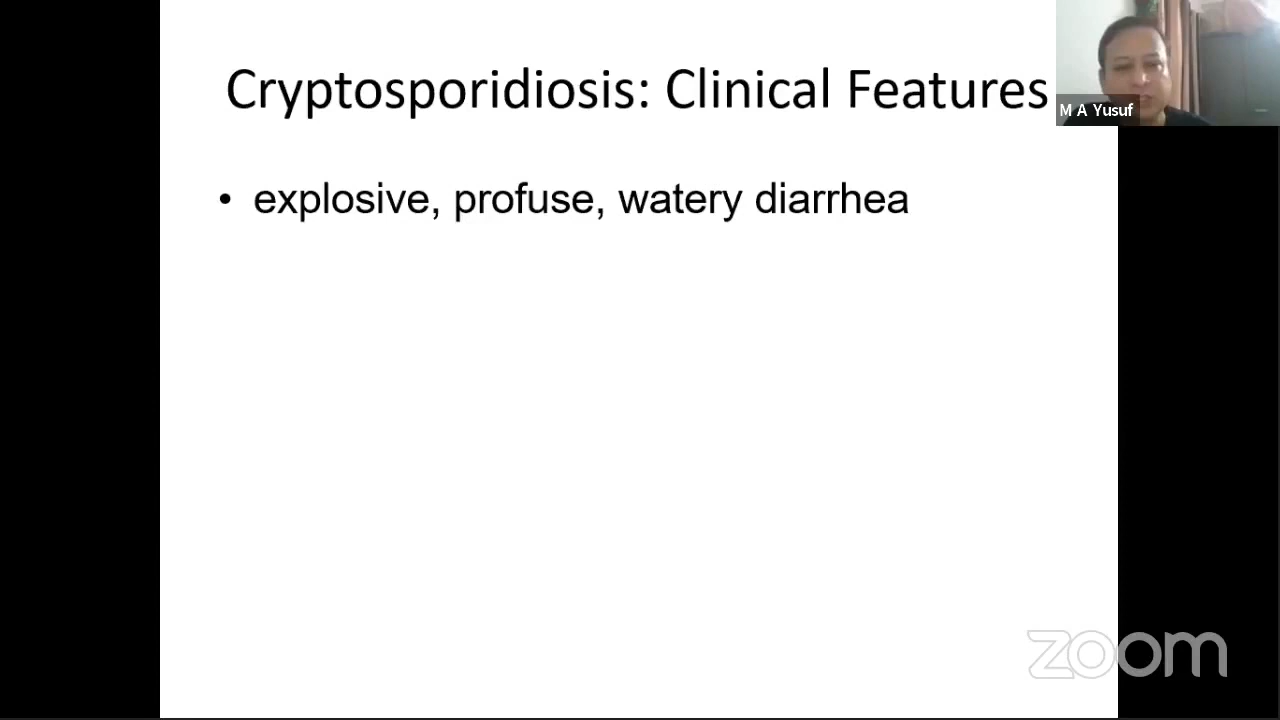 Cryptosporidiosis: Clinical Features
M A Yusuf
• explosive, profuse, watery diarrhea
zoom